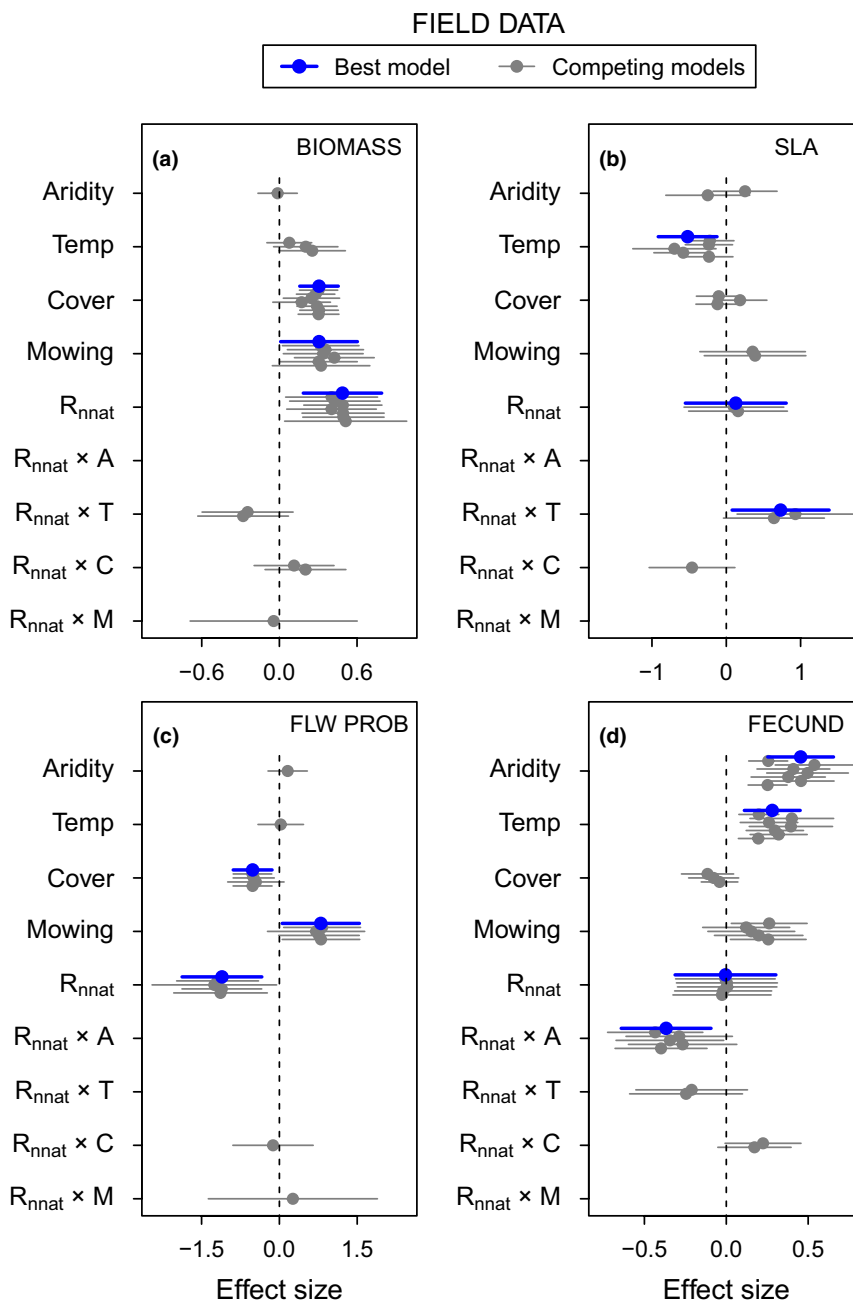 FIELD DATA
Best model Competing models
(a) BIOMASS
Aridity
Temp
Cover
Mowing
Rnnat
Rnnat × A
Rnnat × T
Rnnat × C
Rnnat × M
−0.6 0.0 0.6
(b) SLA
Aridity
Temp
Cover
Mowing
Rnnat
Rnnat × A
Rnnat × T
Rnnat × C
Rnnat × M
−1 0 1
(c) FLW PROB
Aridity
Temp
Cover
Mowing
Rnnat
Rnnat × A
Rnnat × T
Rnnat × C
Rnnat × M
−1.5 0.0 1.5
Effect size
(d) FECUND
Aridity
Temp
Cover
Mowing
Rnnat
Rnnat × A
Rnnat × T
Rnnat × C
Rnnat × M
−0.5 0.0 0.5
Effect size